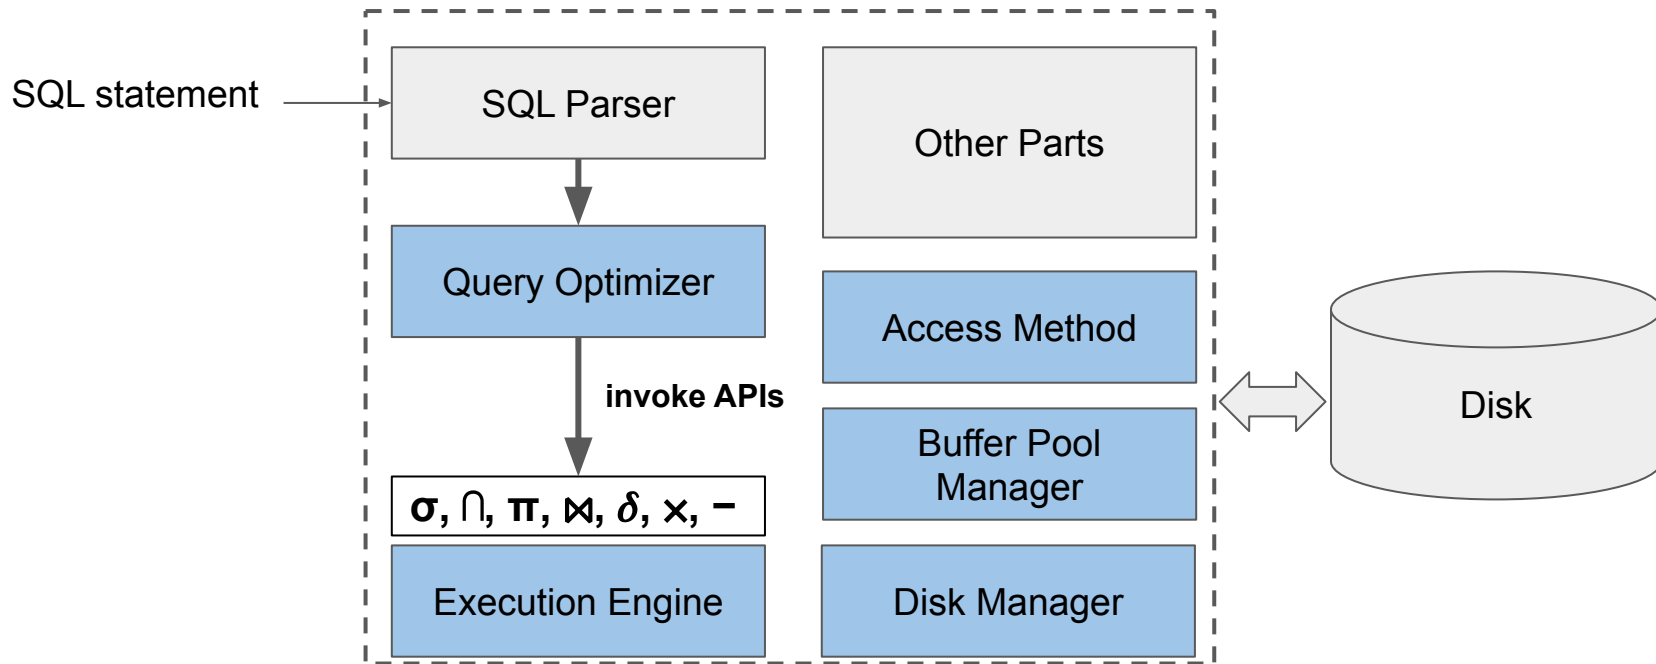 SQL statement
SQL Parser
Other Parts
Query Optimizer
Access Method
invoke APIs
Disk
Buffer Pool
Manager
σ, ∩, π, ⋈, δ, ×, −
Execution Engine
Disk Manager